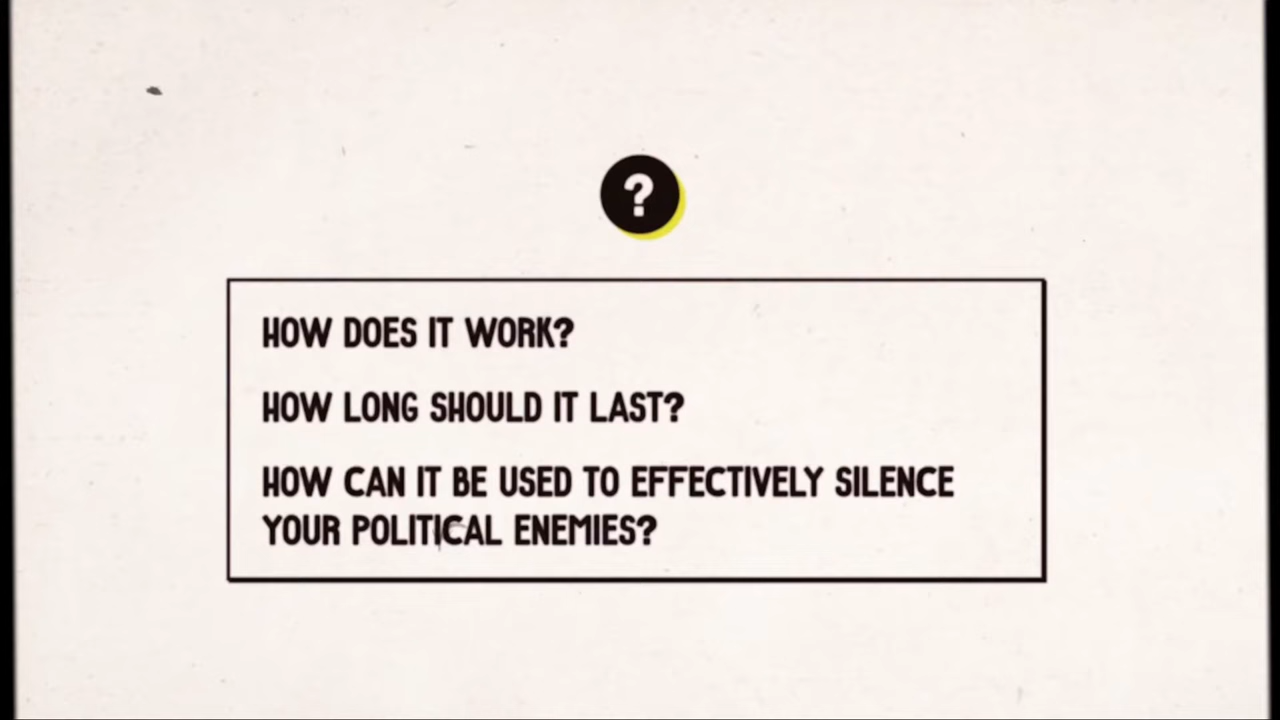 ?
HOW DOES IT WORK?
HOW LONG SHOULD IT LAST?
HOW CAN IT BE USED TO EFFECTIVELY SILENCE
YOUR POLITICAL ENEMIES?